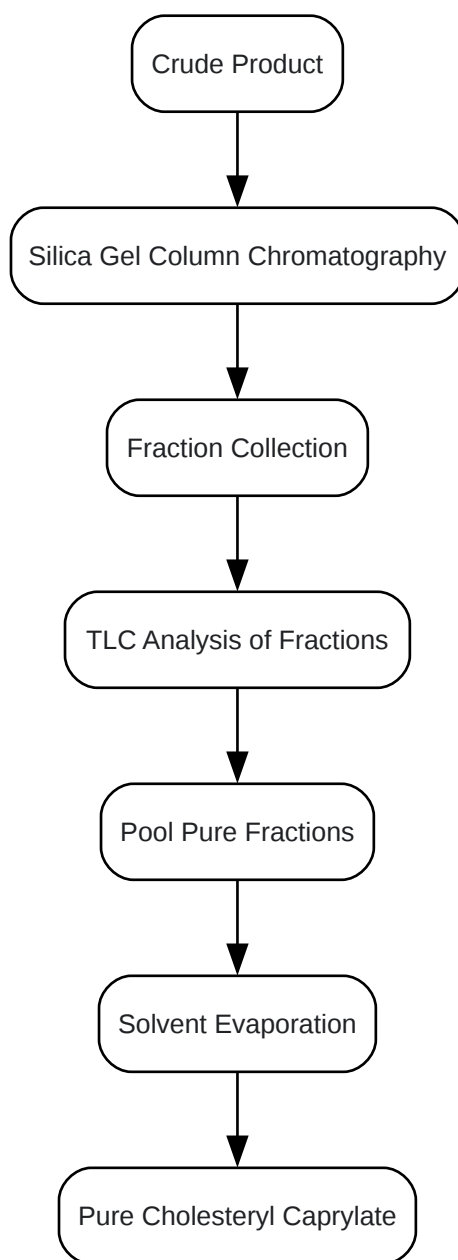 Crude Product
Silica Gel Column Chromatography
Fraction Collection
TLC Analysis of Fractions
Pool Pure Fractions
Solvent Evaporation
Pure Cholesteryl Caprylate